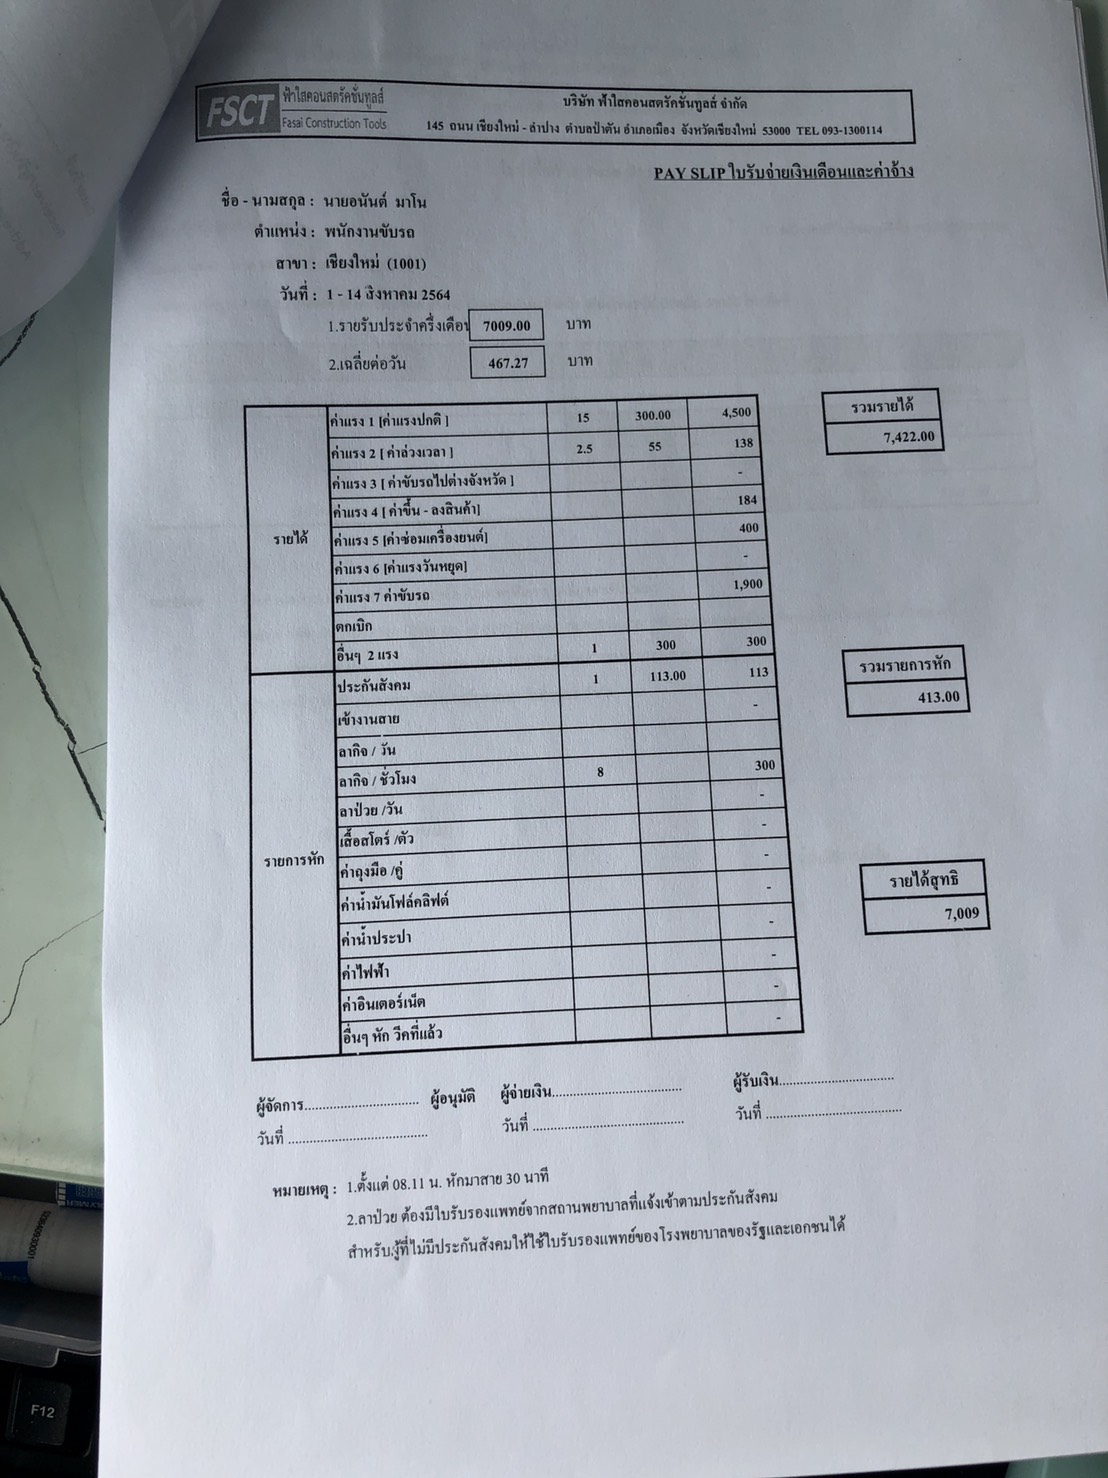 FSCT ฟ้าใสคอนสตรัคชั่นทูลส์
Fasai Construction Tools
บริษัท ฟ้าใสคอนสตรัคชั่นทูลส์ จำกัด
145 ถนน เชียงใหม่ - ลำปาง ตำบลป่าตัน อำเภอเมือง จังหวัดเชียงใหม่ 53000 TEL 093-1300114
PAY SLIP ใบรับจ่ายเงินเดือนและค่าจ้าง
ชื่อ - นามสกุล : นายอนันต์ มาโน
ตำแหน่ง : พนักงานขับรถ
สาขา : เชียงใหม่ (1001)
วันที่ : 1 - 14 สิงหาคม 2564
1.รายรับประจำครึ่งเดือน 7009.00 บาท
2.เฉลี่ยต่อวัน 467.27 บาท
รายได้
ค่าแรง 1 [ค่าแรงปกติ ] 15 300.00 4,500
ค่าแรง 2 [ ค่าล่วงเวลา ] 2.5 55 138
ค่าแรง 3 [ ค่าขับรถไปต่างจังหวัด ] -
ค่าแรง 4 [ ค่าขึ้น - ลงสินค้า] 184
ค่าแรง 5 [ค่าซ่อมเครื่องยนต์] 400
ค่าแรง 6 [ค่าแรงวันหยุด] -
ค่าแรง 7 ค่าขับรถ 1,900
ตกเบิก
อื่นๆ 2 แรง 1 300 300
รวมรายได้
7,422.00
รายการหัก
ประกันสังคม 1 113.00 113
เข้างานสาย -
ลากิจ / วัน
ลากิจ / ชั่วโมง 8 300
ลาป่วย /วัน -
เสื้อสโตร์ /ตัว -
ค่าถุงมือ /คู่ -
ค่าน้ำมันโฟล์คลิฟต์ -
ค่าน้ำประปา -
ค่าไฟฟ้า -
ค่าอินเตอร์เน็ต -
อื่นๆ หัก วีคที่แล้ว -
รวมรายการหัก
413.00
รายได้สุทธิ
7,009
ผู้จัดการ................................ ผู้อนุมัติ ผู้จ่ายเงิน.................................... ผู้รับเงิน................................
วันที่ ....................................... วันที่ .......................................... วันที่ ......................................
หมายเหตุ : 1.ตั้งแต่ 08.11 น. หักมาสาย 30 นาที
2.ลาป่วย ต้องมีใบรับรองแพทย์จากสถานพยาบาลที่แจ้งเข้าตามประกันสังคม
สำหรับผู้ที่ไม่มีประกันสังคมให้ใช้ใบรับรองแพทย์ของโรงพยาบาลของรัฐและเอกชนได้
F12